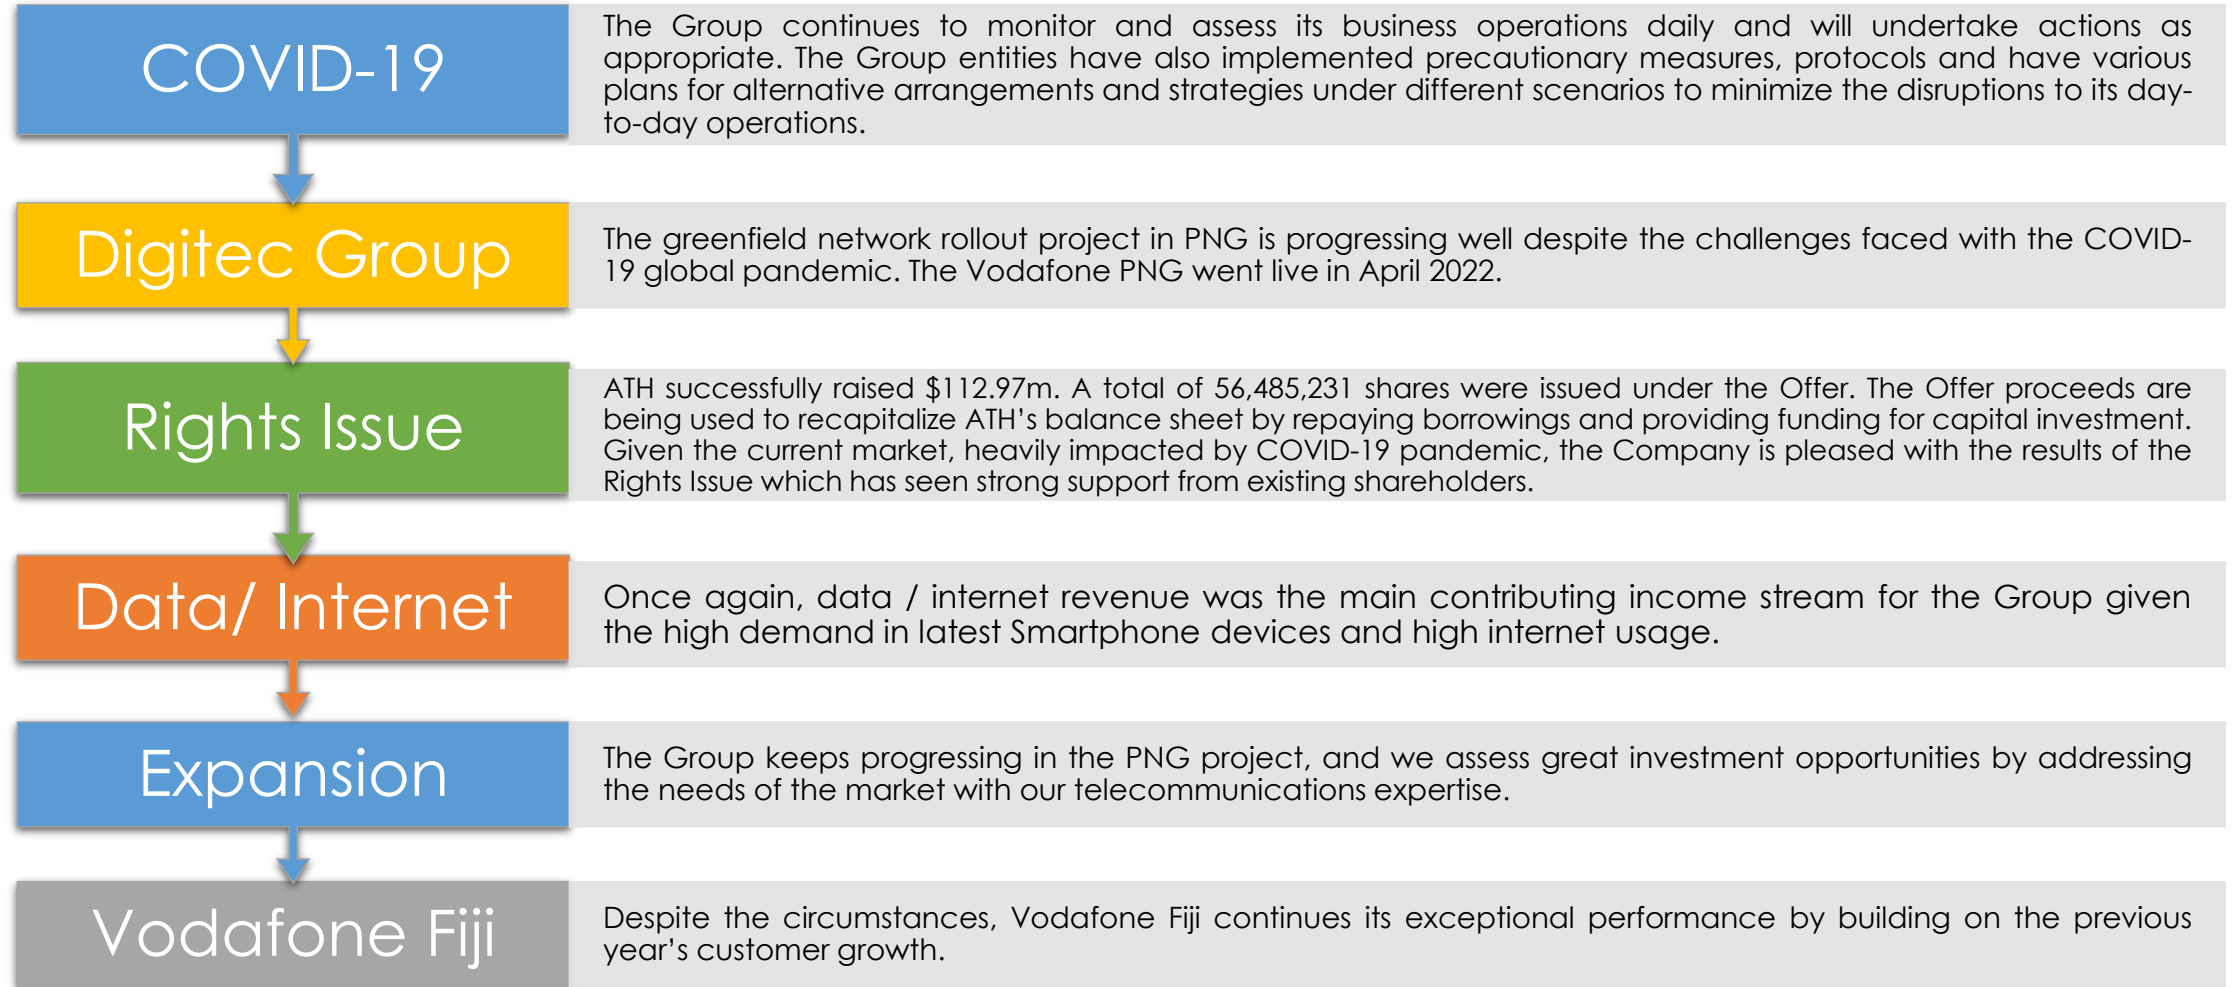 COVID-19
The Group continues to monitor and assess its business operations daily and will undertake actions as
appropriate. The Group entities have also implemented precautionary measures, protocols and have various
plans for alternative arrangements and strategies under different scenarios to minimize the disruptions to its day-
to-day operations.
Digitec Group
The greenfield network rollout project in PNG is progressing well despite the challenges faced with the COVID-
19 global pandemic. The Vodafone PNG went live in April 2022.
Rights Issue
ATH successfully raised $112.97m. A total of 56,485,231 shares were issued under the Offer. The Offer proceeds are
being used to recapitalize ATH’s balance sheet by repaying borrowings and providing funding for capital investment.
Given the current market, heavily impacted by COVID-19 pandemic, the Company is pleased with the results of the
Rights Issue which has seen strong support from existing shareholders.
Data/ Internet
Once again, data / internet revenue was the main contributing income stream for the Group given
the high demand in latest Smartphone devices and high internet usage.
Expansion
The Group keeps progressing in the PNG project, and we assess great investment opportunities by addressing
the needs of the market with our telecommunications expertise.
Vodafone Fiji
Despite the circumstances, Vodafone Fiji continues its exceptional performance by building on the previous
year’s customer growth.